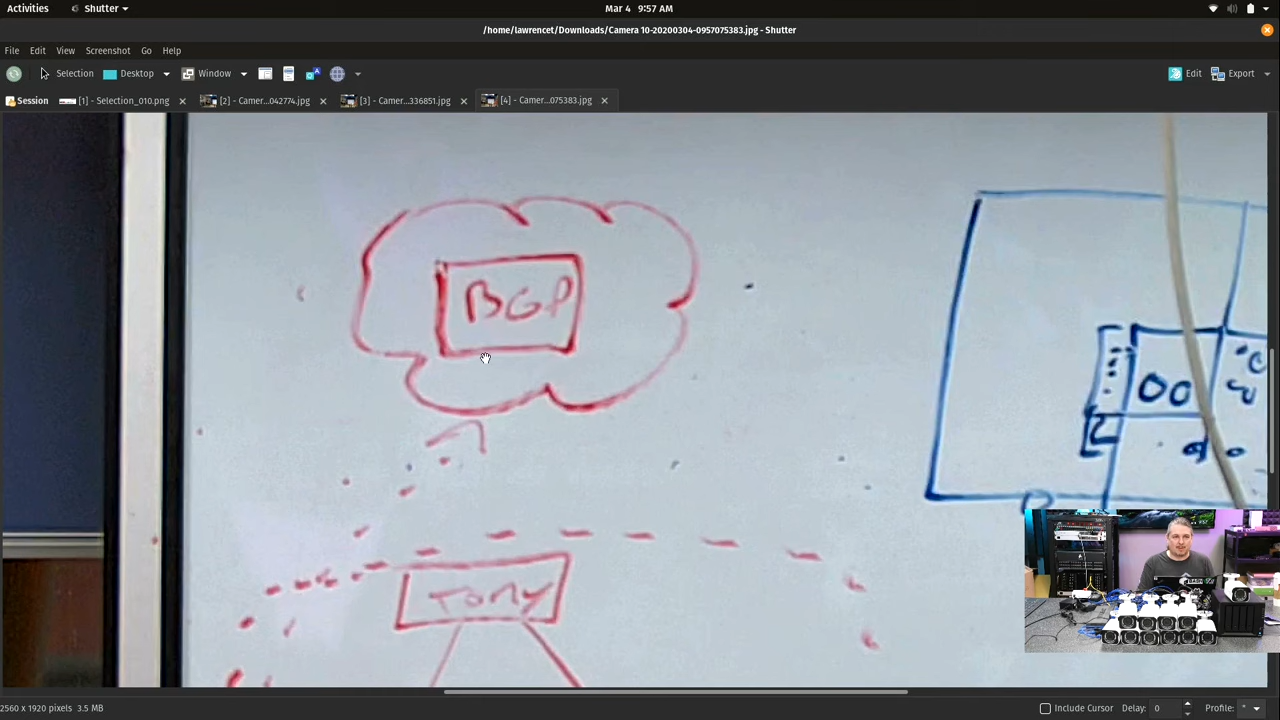 Activities Shutter Mar 4 9:57 AM
/home/lawrencet/Downloads/Camera 10-20200304-0957075383.jpg - Shutter
File Edit View Screenshot Go Help
Selection Desktop Window Edit Export
Session [1] - Selection_010.png [2] - Camer...042774.jpg [3] - Camer...336851.jpg [4] - Camer...075383.jpg
BGP
TOMY
2560 x 1920 pixels 3.5 MB Include Cursor Delay: 0 Profile: